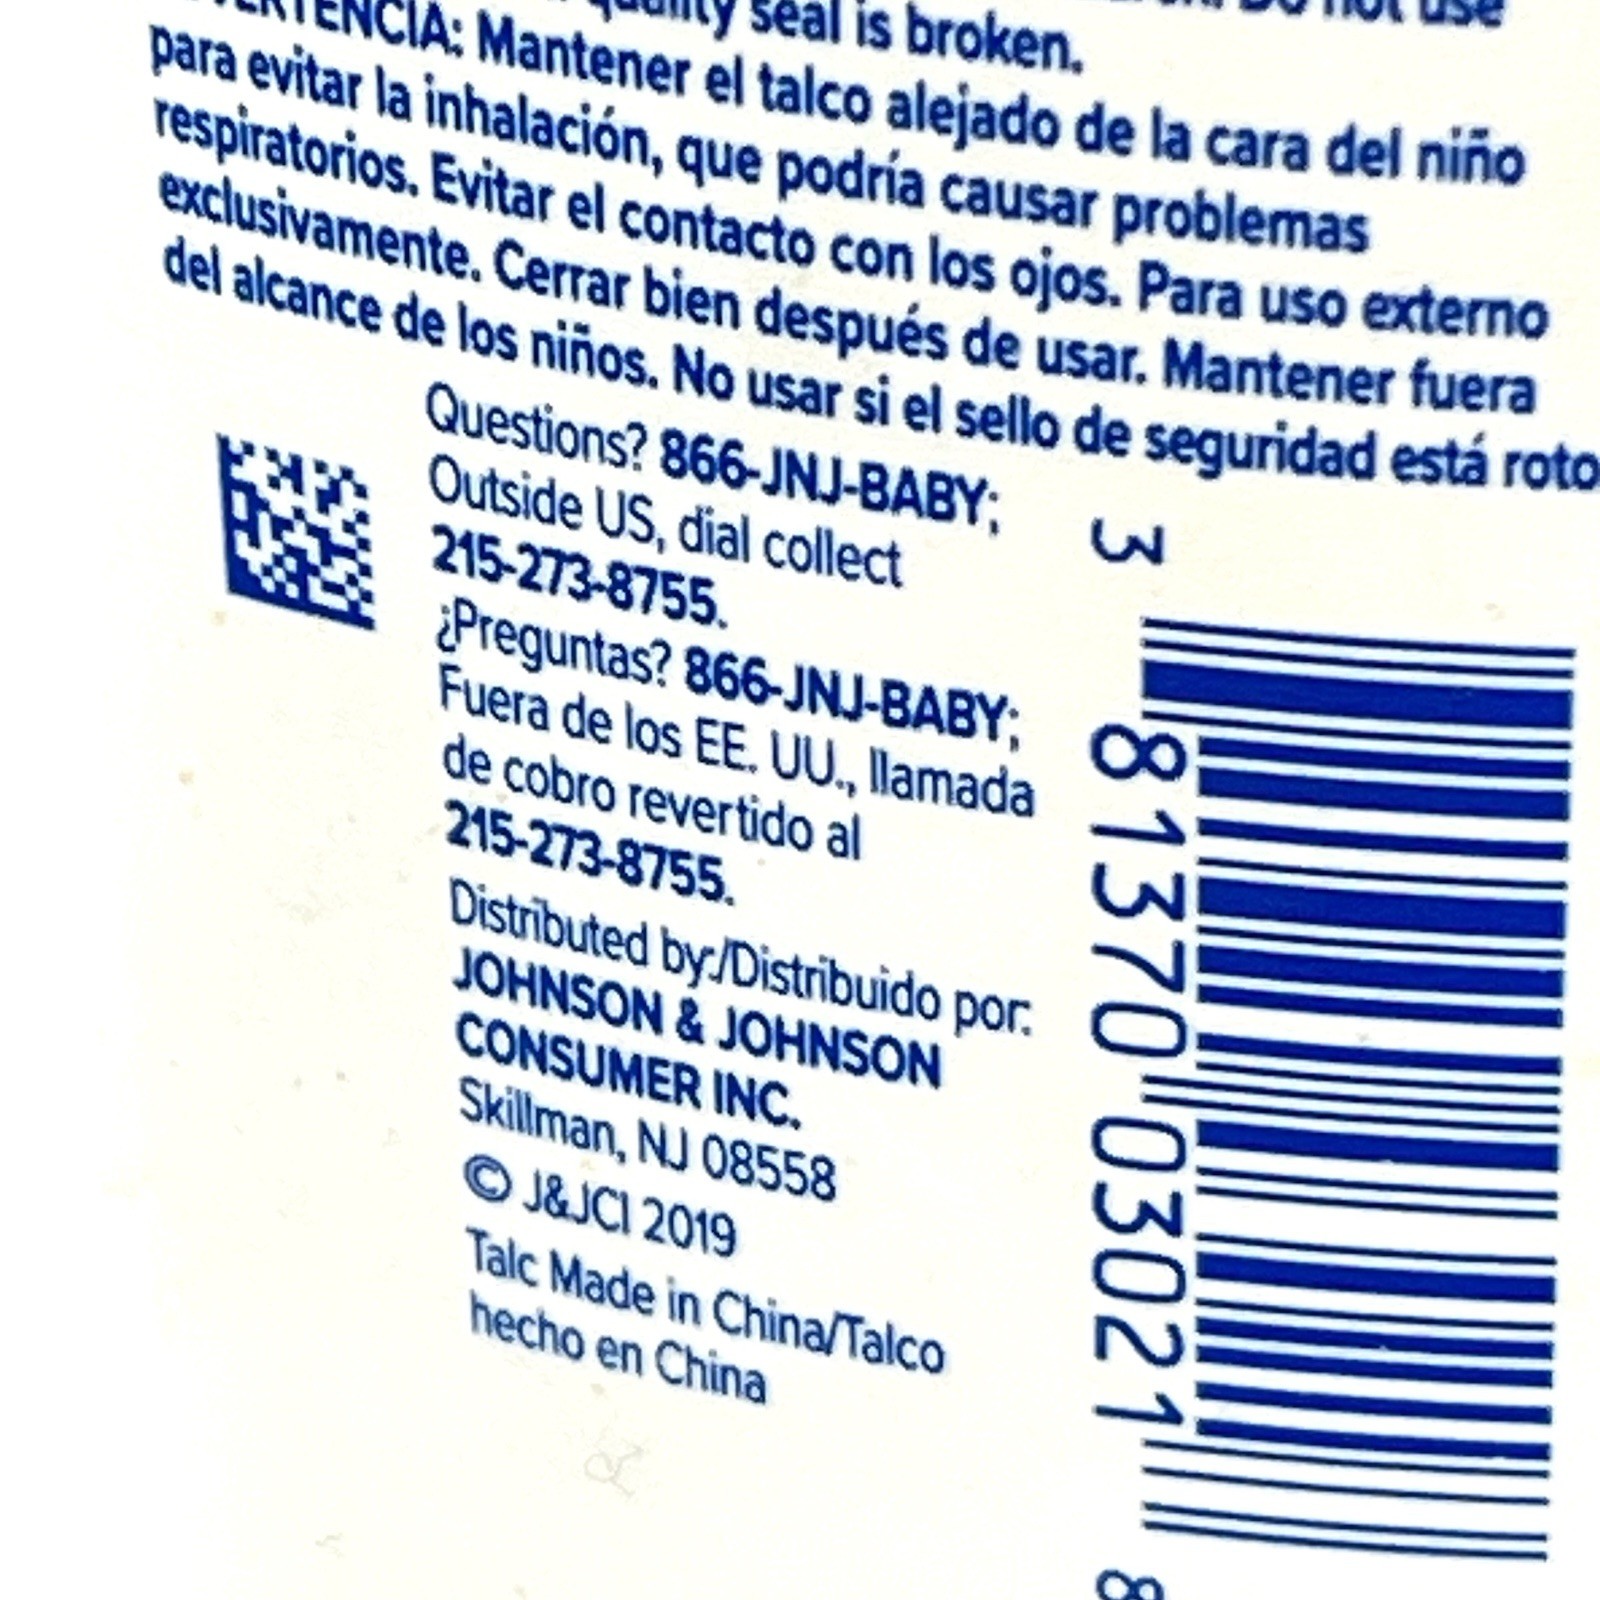 quality seal is broken. Do not use
ADVERTENCIA: Mantener el talco alejado de la cara del niño
para evitar la inhalación, que podría causar problemas
respiratorios. Evitar el contacto con los ojos. Para uso externo
exclusivamente. Cerrar bien después de usar. Mantener fuera
del alcance de los niños. No usar si el sello de seguridad está roto
Questions? 866-JNJ-BABY;
Outside US, dial collect
215-273-8755.
¿Preguntas? 866-JNJ-BABY;
Fuera de los EE. UU., llamada
de cobro revertido al
215-273-8755.
Distributed by:/Distribuido por:
JOHNSON & JOHNSON
CONSUMER INC.
Skillman, NJ 08558
© J&JCI 2019
Talc Made in China/Talco
hecho en China
3 81370 03021 8